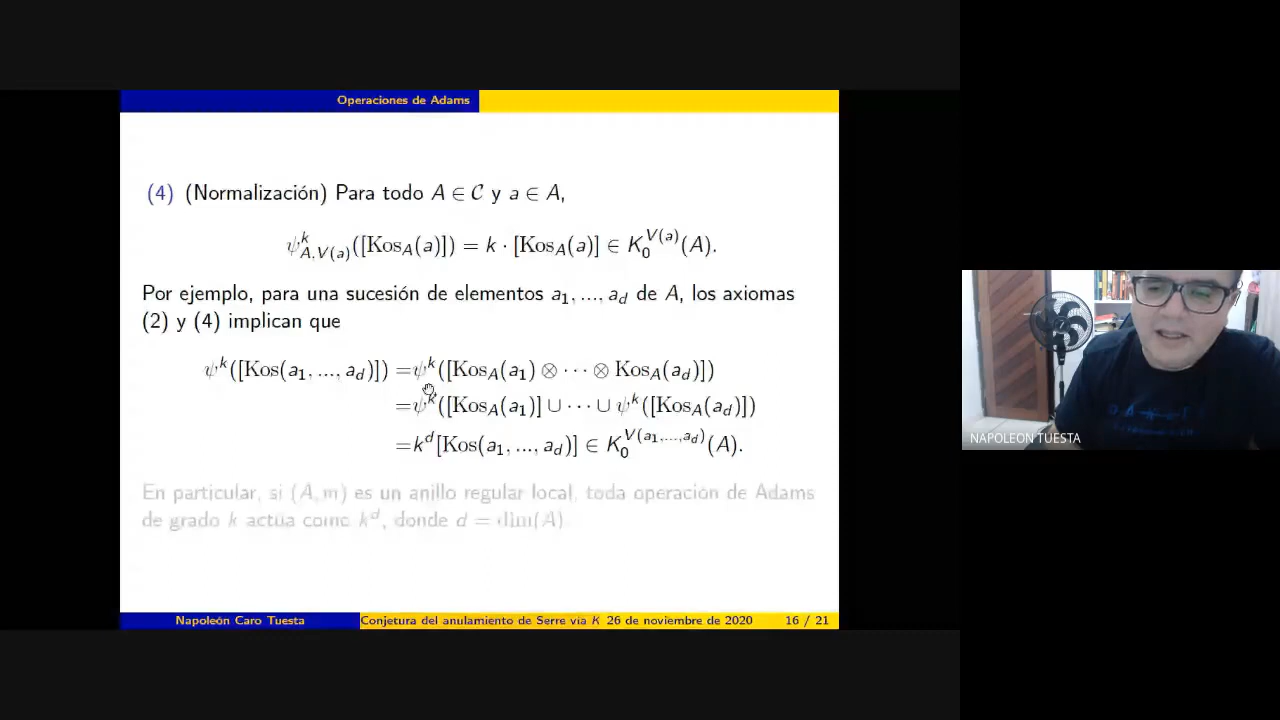 Operaciones de Adams
(4) (Normalización) Para todo A ∈ C y a ∈ A,
ψ^k_{A,V(a)}([Kos_A(a)]) = k · [Kos_A(a)] ∈ K_0^{V(a)}(A).
Por ejemplo, para una sucesión de elementos a_1, ..., a_d de A, los axiomas
(2) y (4) implican que
ψ^k([Kos(a_1, ..., a_d)]) =ψ^k([Kos_A(a_1) ⊗ ··· ⊗ Kos_A(a_d)])
=ψ^k([Kos_A(a_1)] ∪ ··· ∪ ψ^k([Kos_A(a_d)])
=k^d[Kos(a_1, ..., a_d)] ∈ K_0^{V(a_1,...,a_d)}(A).
En particular, si (A, m) es un anillo regular local, toda operación de Adams
de grado k actúa como k^d, donde d = dim(A).
NAPOLEON TUESTA
Napoleón Caro Tuesta
Conjetura del anulamiento de Serre via K 26 de noviembre de 2020 16 / 21